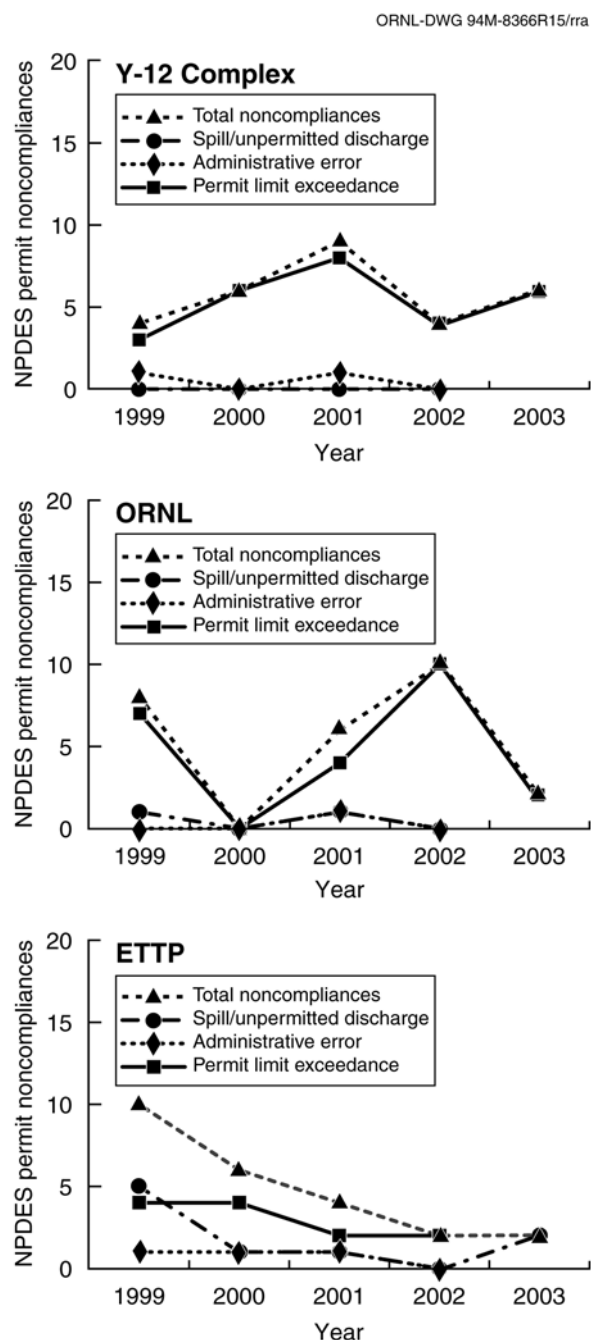 ORNL-DWG 94M-8366R15/rra
Y-12 Complex
Total noncompliances
Spill/unpermitted discharge
Administrative error
Permit limit exceedance
NPDES permit noncompliances
20
15
10
5
0
1999 2000 2001 2002 2003
Year
ORNL
Total noncompliances
Spill/unpermitted discharge
Administrative error
Permit limit exceedance
NPDES permit noncompliances
20
15
10
5
0
1999 2000 2001 2002 2003
Year
ETTP
Total noncompliances
Spill/unpermitted discharge
Administrative error
Permit limit exceedance
NPDES permit noncompliances
20
15
10
5
0
1999 2000 2001 2002 2003
Year